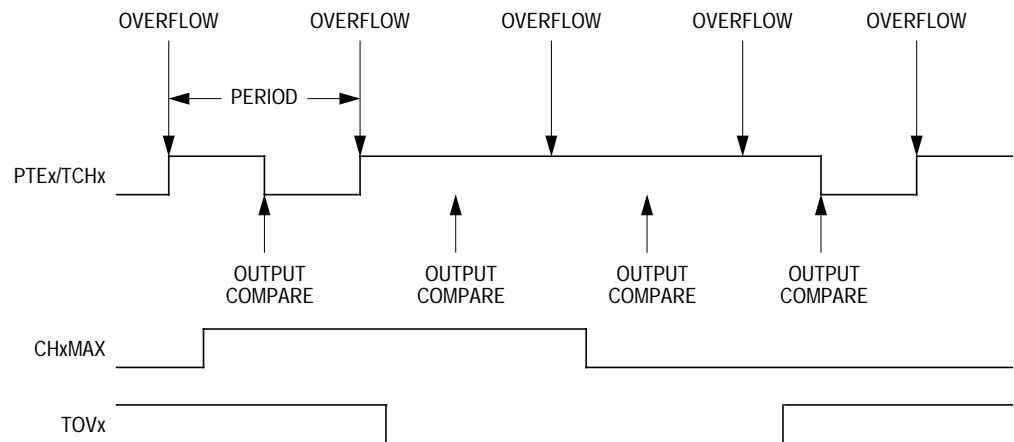 OVERFLOW OVERFLOW OVERFLOW OVERFLOW OVERFLOW
PERIOD
PTEx/TCHx
OUTPUT COMPARE
OUTPUT COMPARE
OUTPUT COMPARE
OUTPUT COMPARE
CHxMAX
TOVx